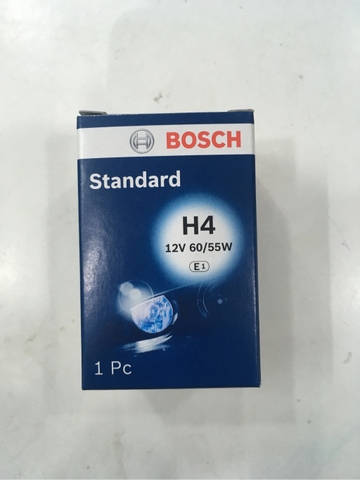 BOSCH
Standard
H4
12V 60/55W
E1
1 Pc